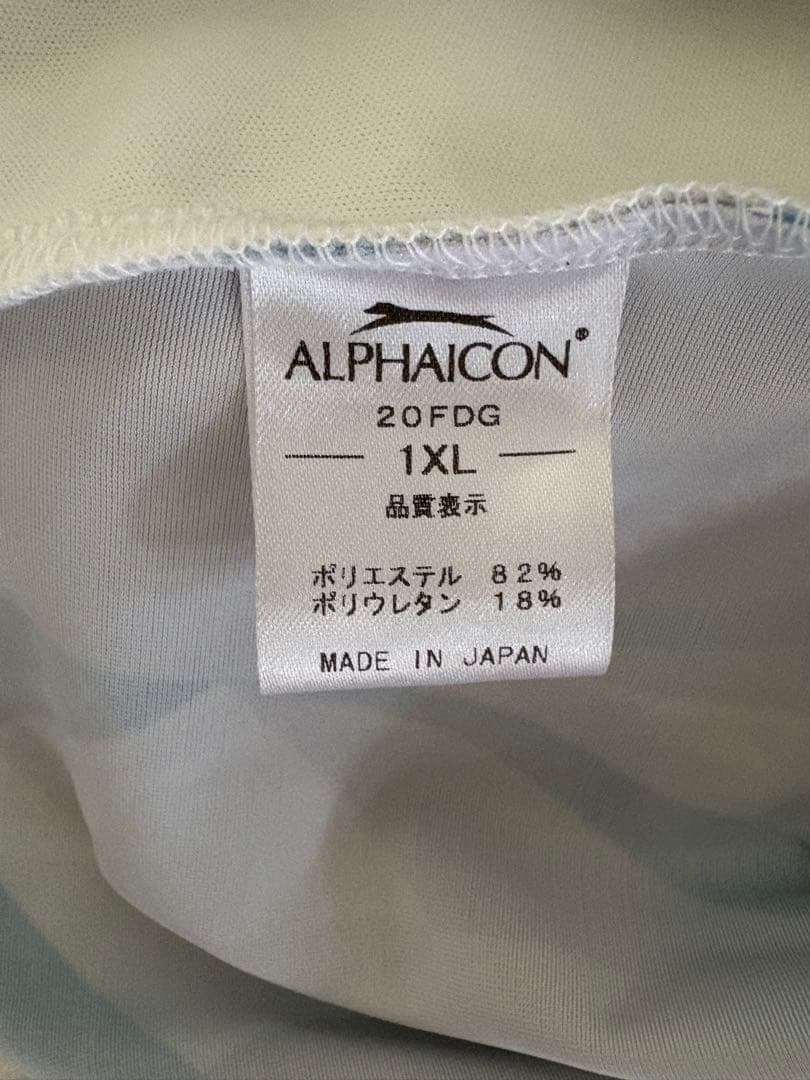 ALPHAICON®
20FDG
1XL
品質表示
ポリエステル 82%
ポリウレタン 18%
MADE IN JAPAN